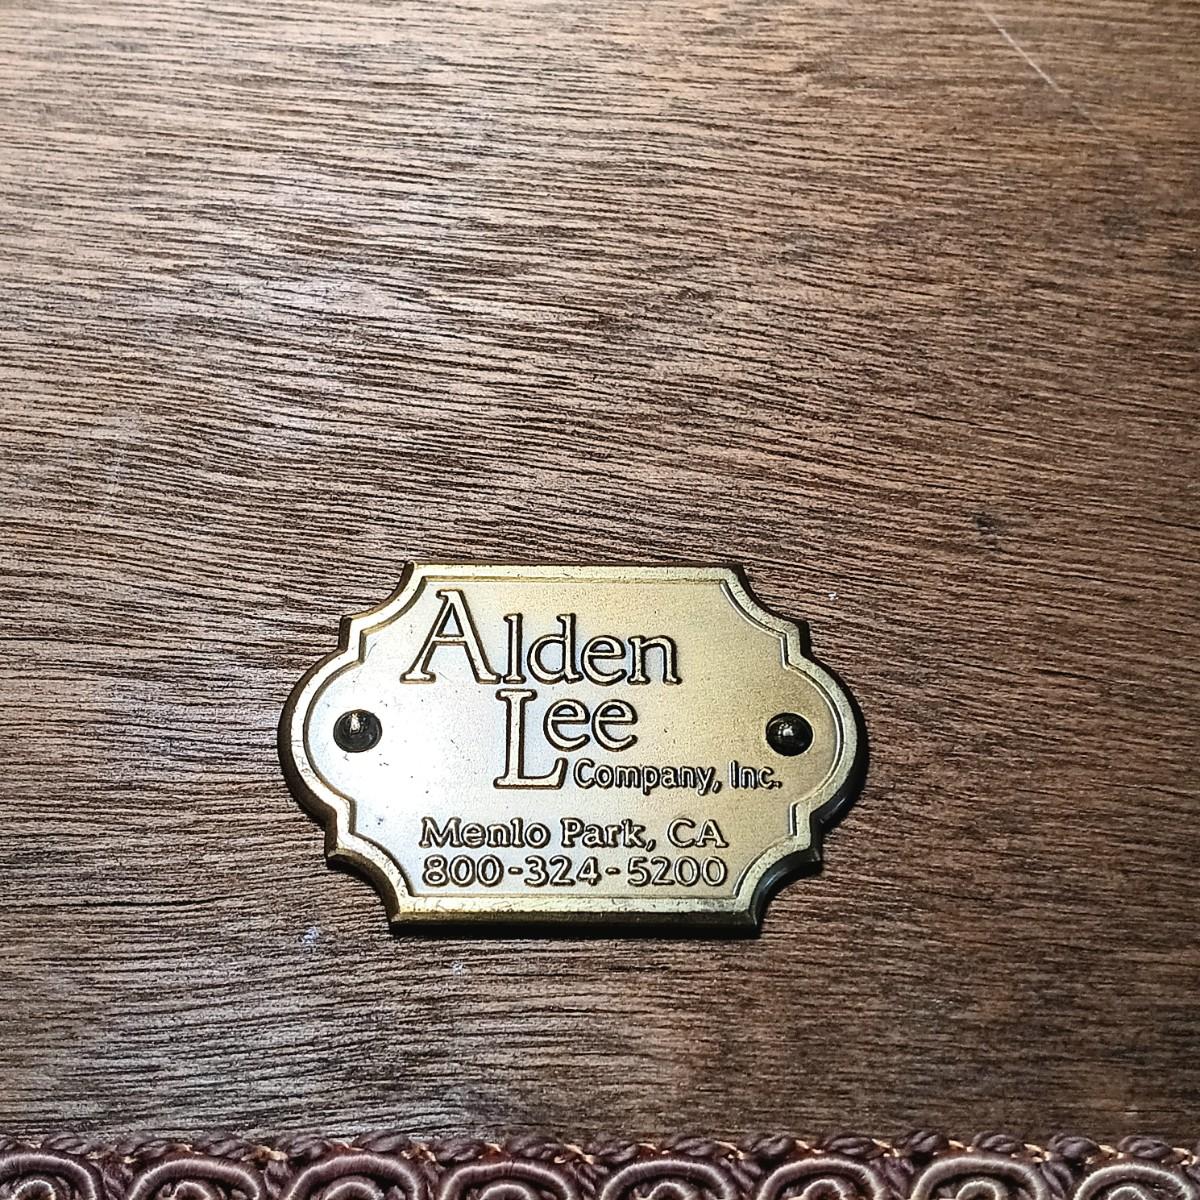 Alden
Lee
Company, Inc.
Menlo Park, CA
800-324-5200